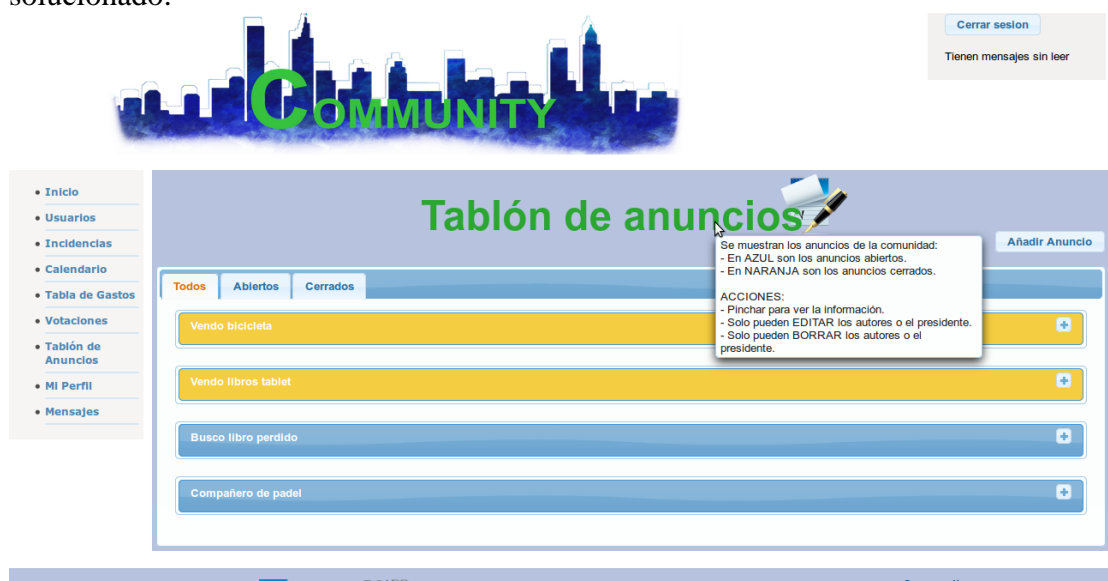 solucionado.
Cerrar sesion
Tienen mensajes sin leer
COMMUNITY
Inicio
Usuarios
Incidencias
Calendario
Tabla de Gastos
Votaciones
Tablón de
Anuncios
Mi Perfil
Mensajes
Tablón de anuncios
Añadir Anuncio
Se muestran los anuncios de la comunidad:
- En AZUL son los anuncios abiertos.
- En NARANJA son los anuncios cerrados.
ACCIONES:
- Pinchar para ver la información.
- Solo pueden EDITAR los autores o el presidente.
- Solo pueden BORRAR los autores o el
presidente.
Todos Abiertos Cerrados
Vendo bicicleta
Vendo libros tablet
Busco libro perdido
Compañero de padel